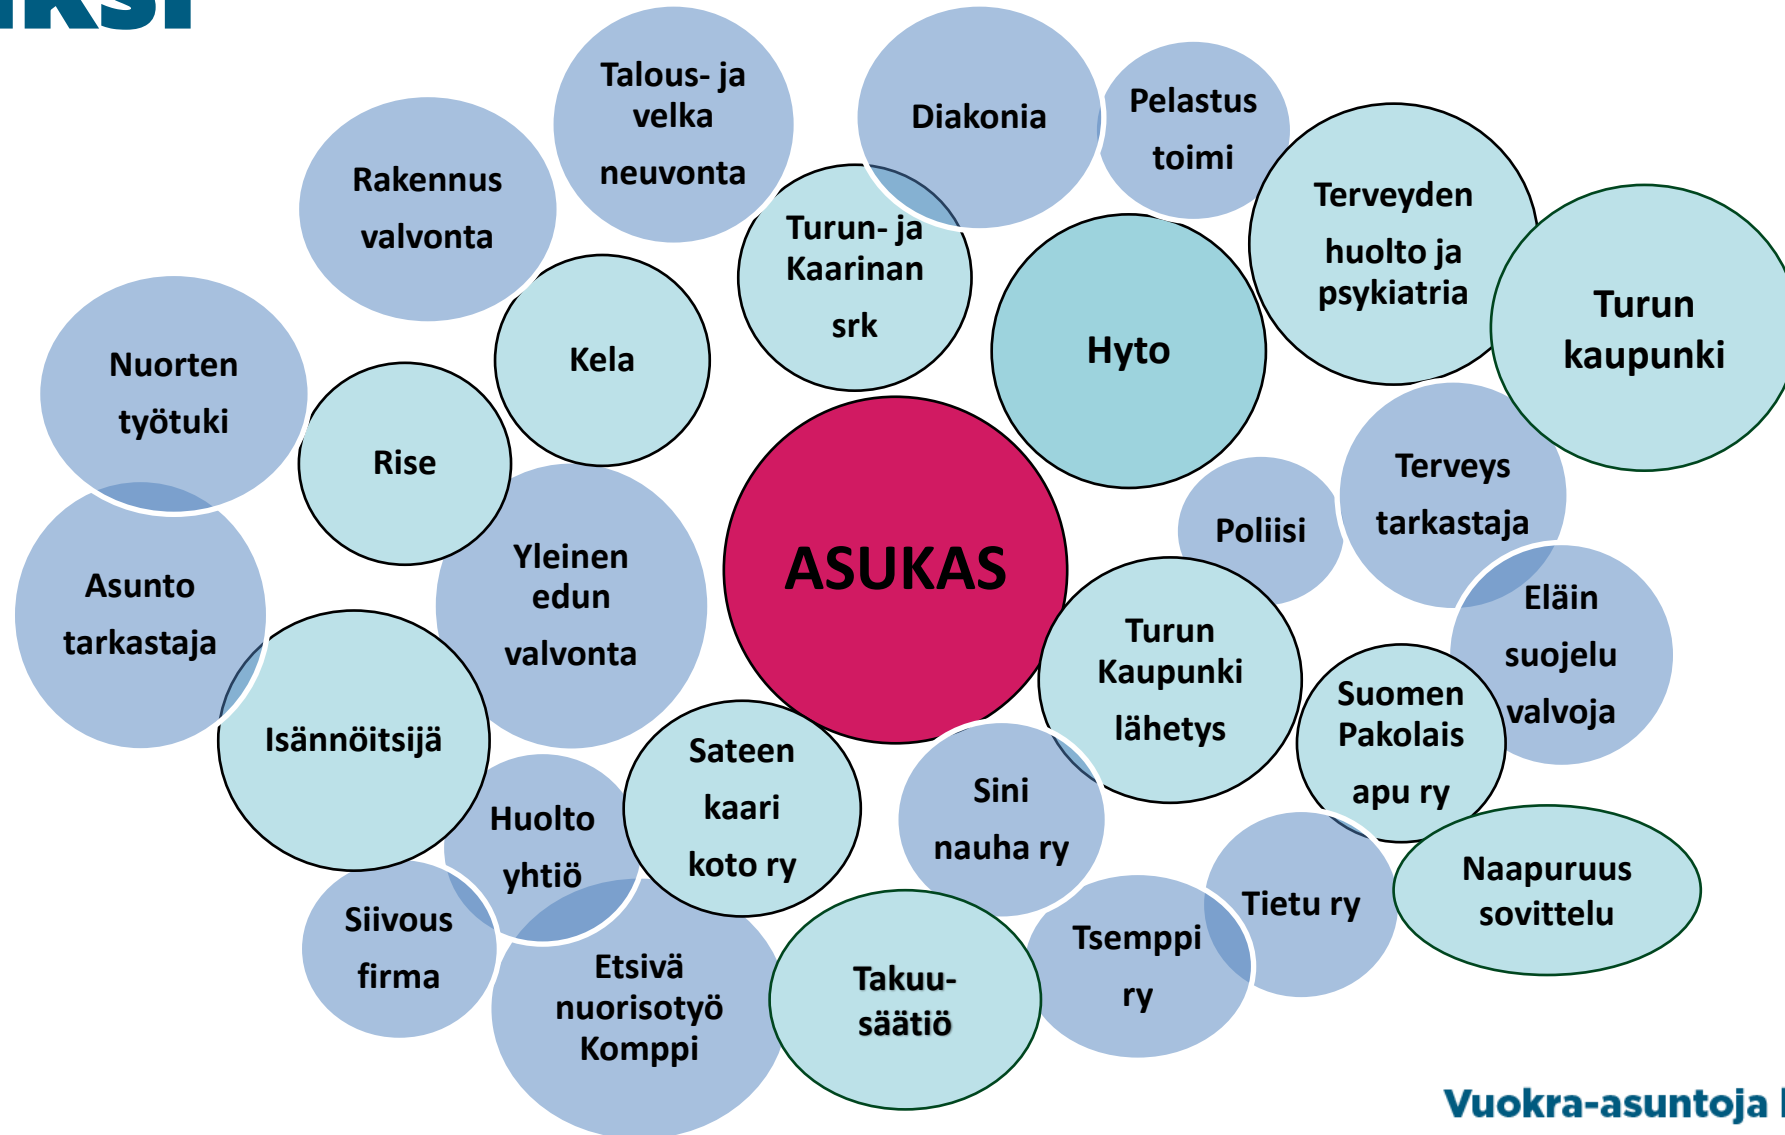 Talous- ja
velka
neuvonta
Diakonia
Pelastus
toimi
Rakennus
valvonta
Turun- ja
Kaarinan
srk
Terveyden
huolto ja
psykiatria
Turun
kaupunki
Nuorten
työtuki
Kela
Hyto
Rise
Terveys
tarkastaja
Asunto
tarkastaja
Yleinen
edun
valvonta
ASUKAS
Poliisi
Eläin
suojelu
valvoja
Turun
Kaupunki
lähetys
Suomen
Pakolais
apu ry
Isännöitsijä
Sateen
kaari
koto ry
Sini
nauha ry
Huolto
yhtiö
Naapuruus
sovittelu
Tietu ry
Siivous
firma
Etsivä
nuorisotyö
Komppi
Takuu-
säätiö
Tsemppi
ry
Vuokra-asuntoja